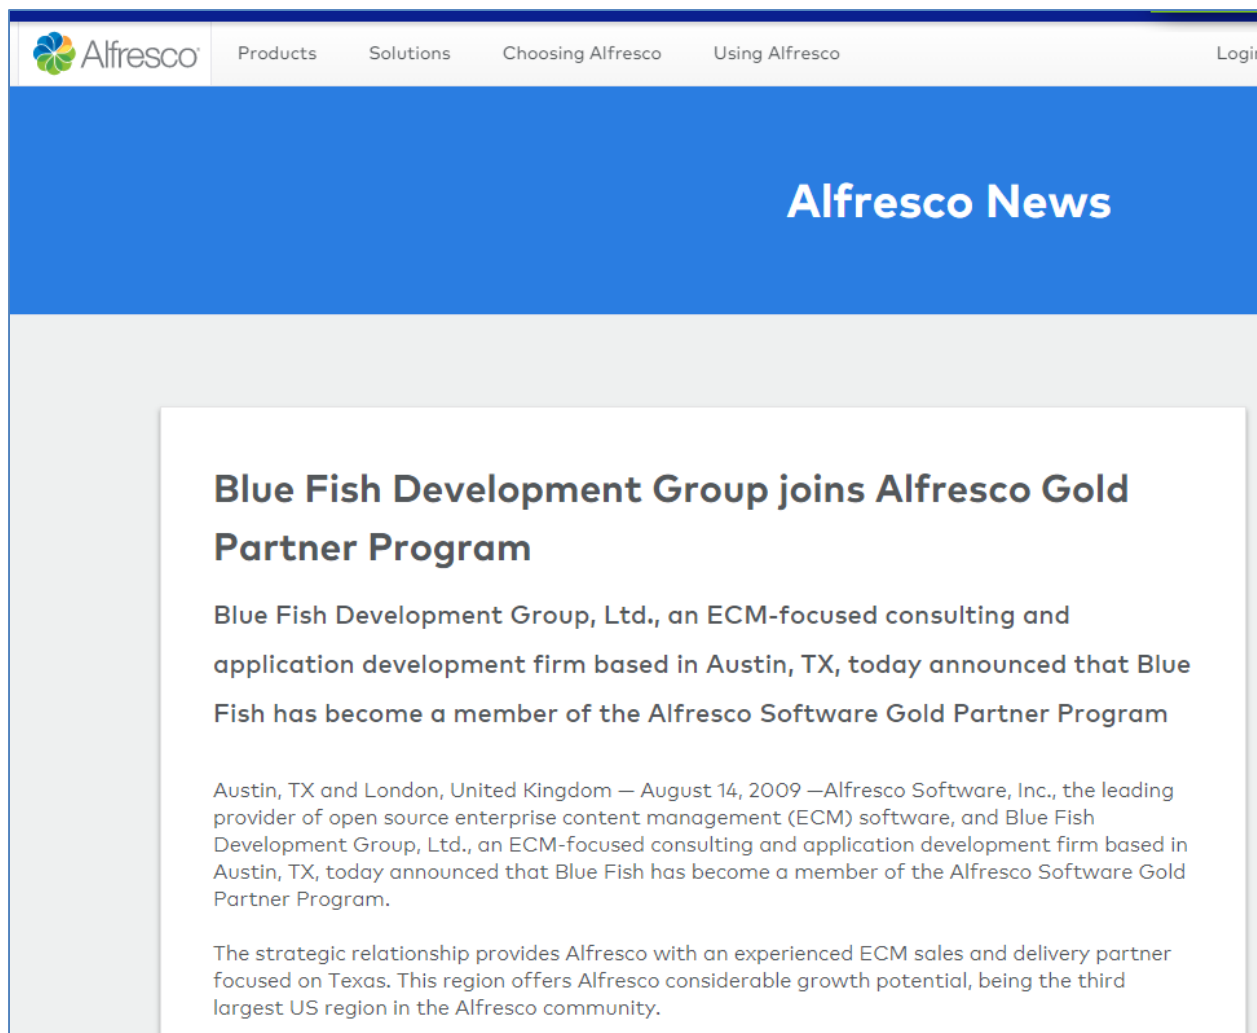 Alfresco Products Solutions Choosing Alfresco Using Alfresco
Alfresco News
Blue Fish Development Group joins Alfresco Gold
Partner Program
Blue Fish Development Group, Ltd., an ECM-focused consulting and
application development firm based in Austin, TX, today announced that Blue
Fish has become a member of the Alfresco Software Gold Partner Program
Austin, TX and London, United Kingdom — August 14, 2009 —Alfresco Software, Inc., the leading
provider of open source enterprise content management (ECM) software, and Blue Fish
Development Group, Ltd., an ECM-focused consulting and application development firm based in
Austin, TX, today announced that Blue Fish has become a member of the Alfresco Software Gold
Partner Program.
The strategic relationship provides Alfresco with an experienced ECM sales and delivery partner
focused on Texas. This region offers Alfresco considerable growth potential, being the third
largest US region in the Alfresco community.